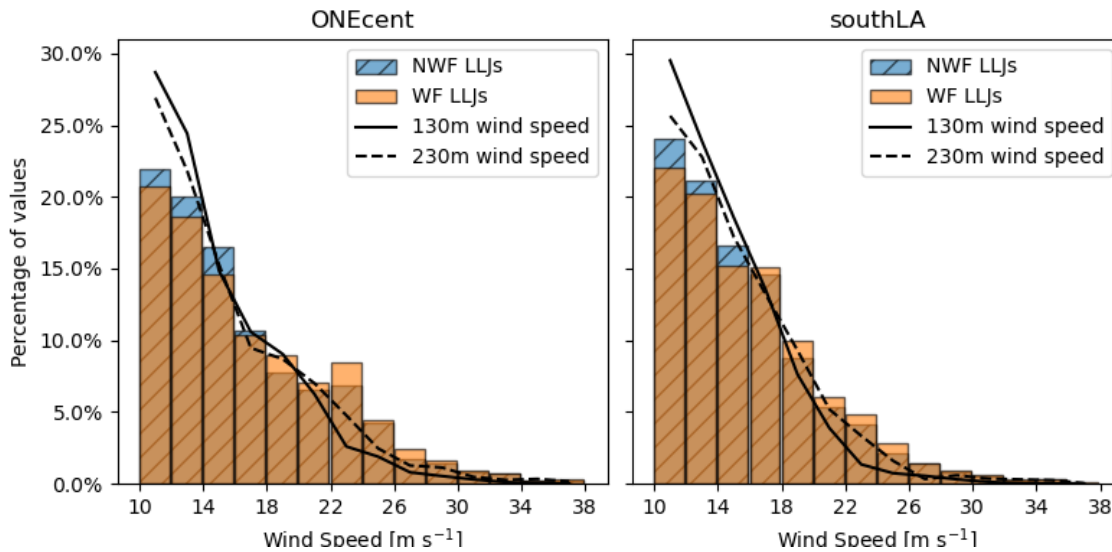 ONEcent
southLA
30.0%
25.0%
20.0%
15.0%
10.0%
5.0%
0.0%
Percentage of values
NWF LLJs
WF LLJs
130m wind speed
230m wind speed
NWF LLJs
WF LLJs
130m wind speed
230m wind speed
10 14 18 22 26 30 34 38
10 14 18 22 26 30 34 38
Wind Speed [m s⁻¹]
Wind Speed [m s⁻¹]